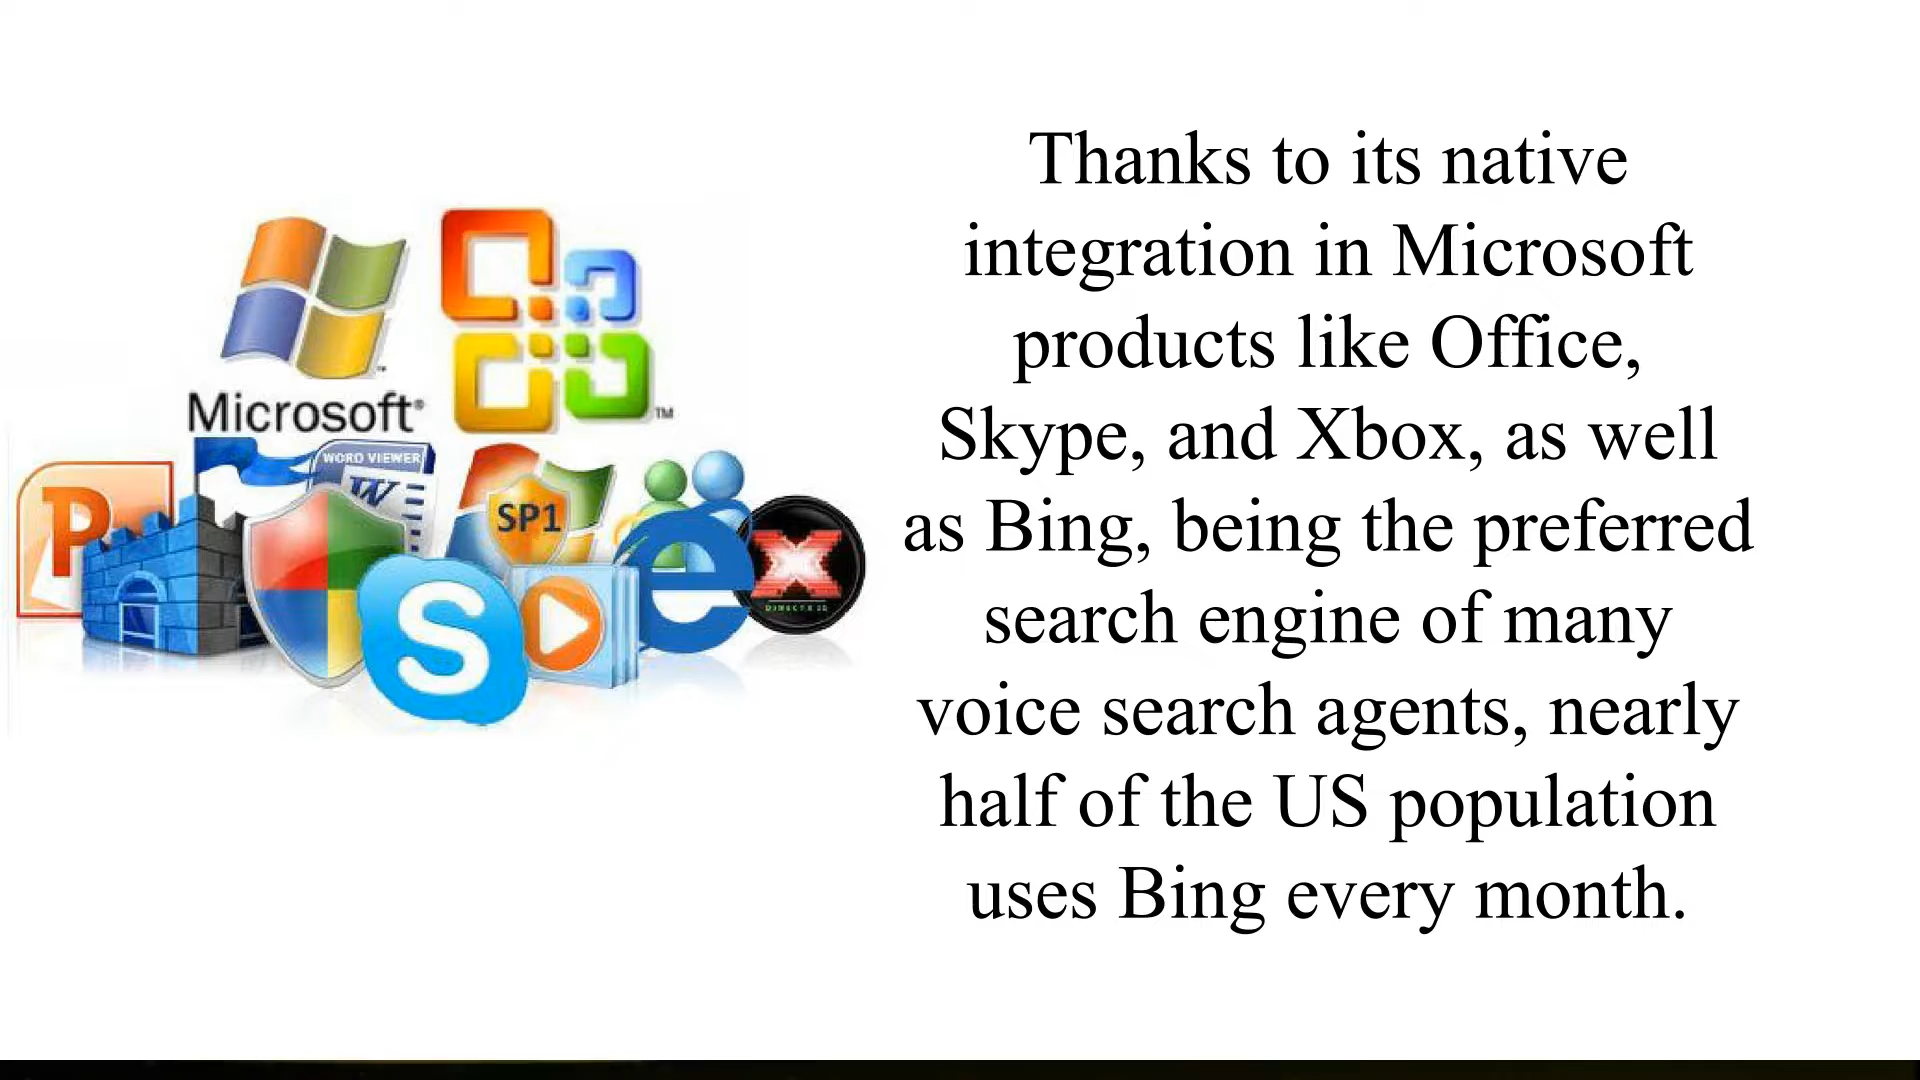 Thanks to its native
integration in Microsoft
products like Office,
Skype, and Xbox, as well
as Bing, being the preferred
search engine of many
voice search agents, nearly
half of the US population
uses Bing every month.
Microsoft®
TM
P
WORD VIEWER
W
SP1
S
e
X